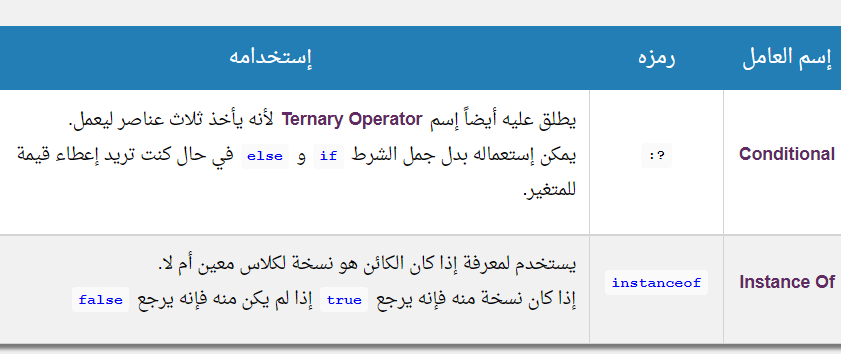 إسم العامل رمزه إستخدامه
Conditional
?:
يطلق عليه أيضاً إسم Ternary Operator لأنه يأخذ ثلاث عناصر ليعمل.
يمكن إستعماله بدل جمل الشرط if و else في حال كنت تريد إعطاء قيمة
للمتغير.
Instance Of
instanceof
يستخدم لمعرفة إذا كان الكائن هو نسخة لكلاس معين أم لا.
إذا كان نسخة منه فإنه يرجع true إذا لم يكن منه فإنه يرجع false